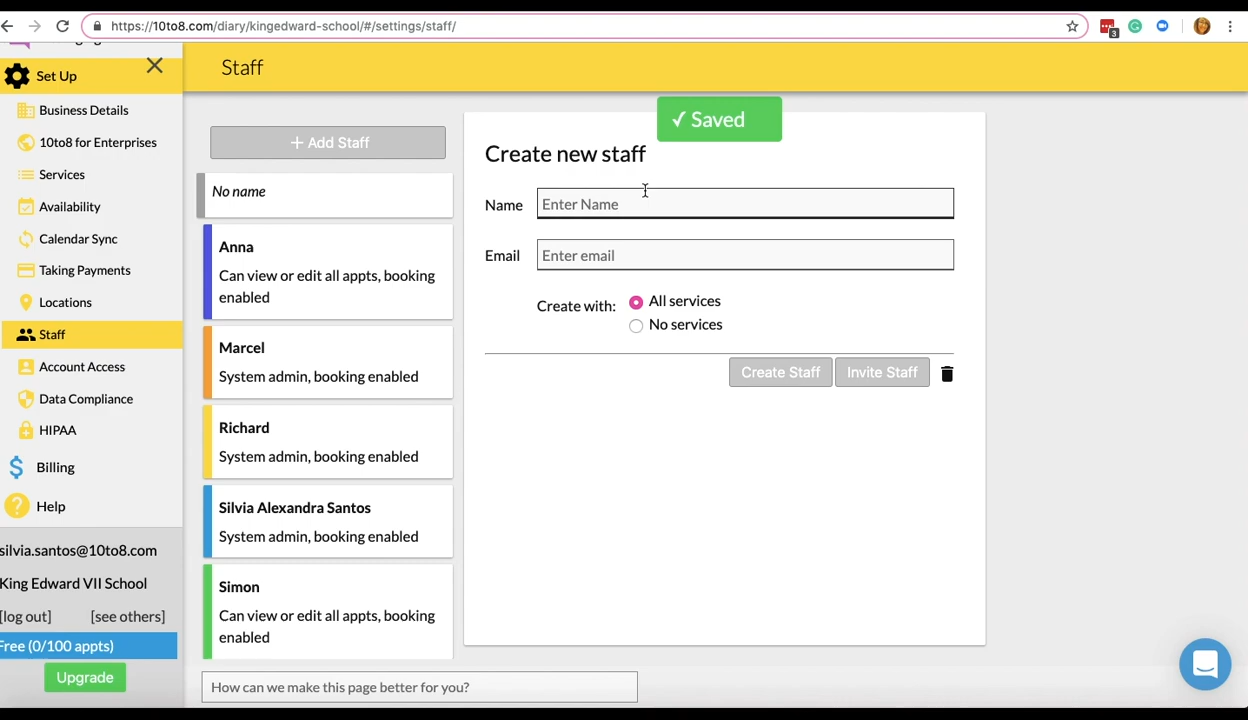 https://10to8.com/diary/kingedward-school/#/settings/staff/
3
Set Up
Staff
✓ Saved
Business Details
10to8 for Enterprises
Services
Availability
Calendar Sync
Taking Payments
Locations
Staff
Account Access
Data Compliance
HIPAA
Billing
Help
silvia.santos@10to8.com
King Edward VII School
[log out] [see others]
Free (0/100 appts)
Upgrade
+ Add Staff
No name
Anna
Can view or edit all appts, booking
enabled
Marcel
System admin, booking enabled
Richard
System admin, booking enabled
Silvia Alexandra Santos
System admin, booking enabled
Simon
Can view or edit all appts, booking
enabled
Create new staff
Name Enter Name
Email Enter email
Create with: All services
No services
Create Staff Invite Staff
How can we make this page better for you?